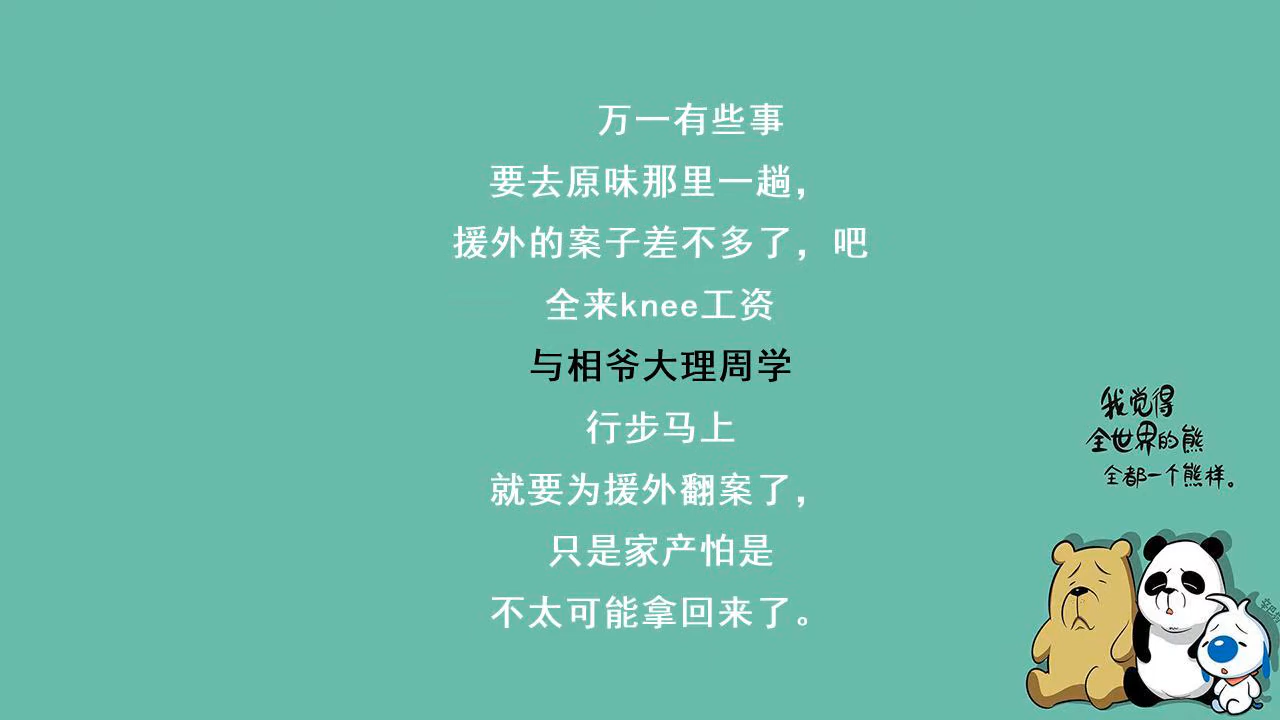 万一有些事
要去原味那里一趟，
援外的案子差不多了，吧
全来knee工资
与相爷大理周学
行步马上
就要为援外翻案了，
只是家产怕是
不太可能拿回来了。
我觉得
全世界的熊
全都一个熊样。